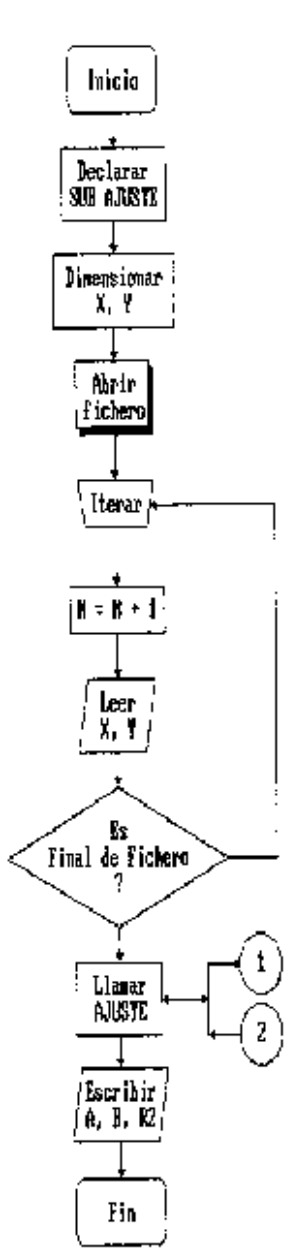 Inicio
Declarar
SUB AJUSTE
Dimensionar
X, Y
Abrir
fichero
Iterar
N = N + 1
Leer
X, Y
Es
Final de Fichero
?
Llamar
AJUSTE
1
2
Escribir
A, B, R2
Fin